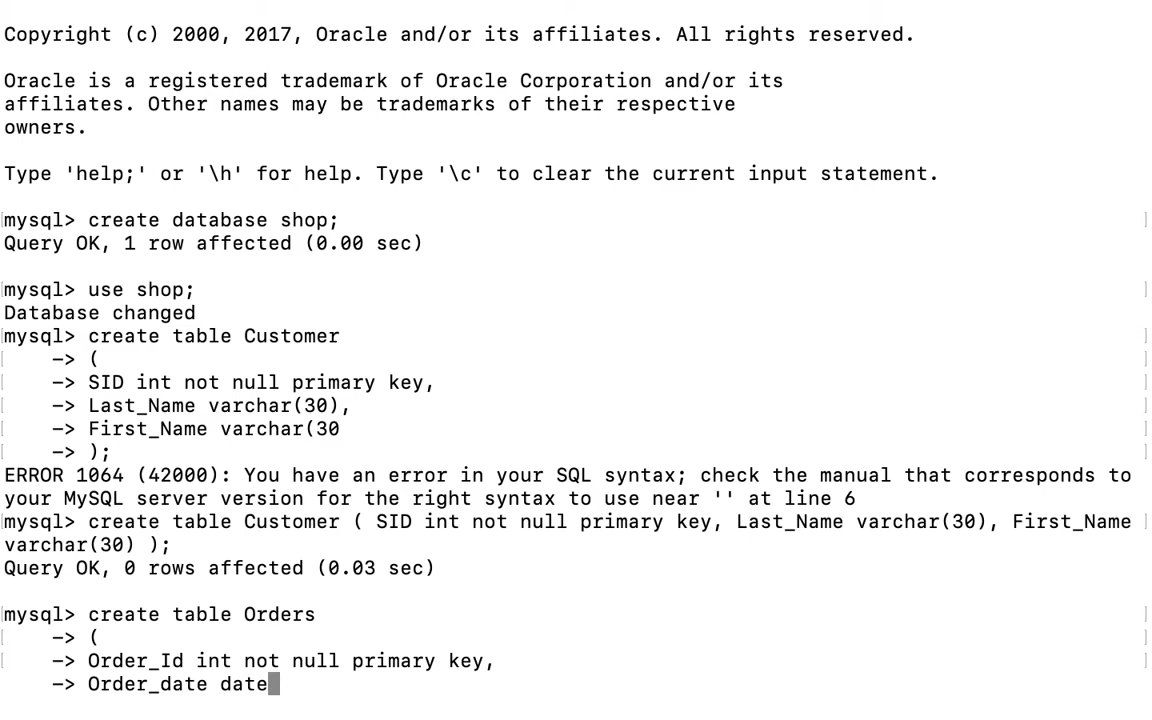 Copyright (c) 2000, 2017, Oracle and/or its affiliates. All rights reserved.
Oracle is a registered trademark of Oracle Corporation and/or its
affiliates. Other names may be trademarks of their respective
owners.
Type 'help;' or '\h' for help. Type '\c' to clear the current input statement.
mysql> create database shop;
Query OK, 1 row affected (0.00 sec)
mysql> use shop;
Database changed
mysql> create table Customer
-> (
-> SID int not null primary key,
-> Last_Name varchar(30),
-> First_Name varchar(30
-> );
ERROR 1064 (42000): You have an error in your SQL syntax; check the manual that corresponds to
your MySQL server version for the right syntax to use near '' at line 6
mysql> create table Customer ( SID int not null primary key, Last_Name varchar(30), First_Name
varchar(30) );
Query OK, 0 rows affected (0.03 sec)
mysql> create table Orders
-> (
-> Order_Id int not null primary key,
-> Order_date date